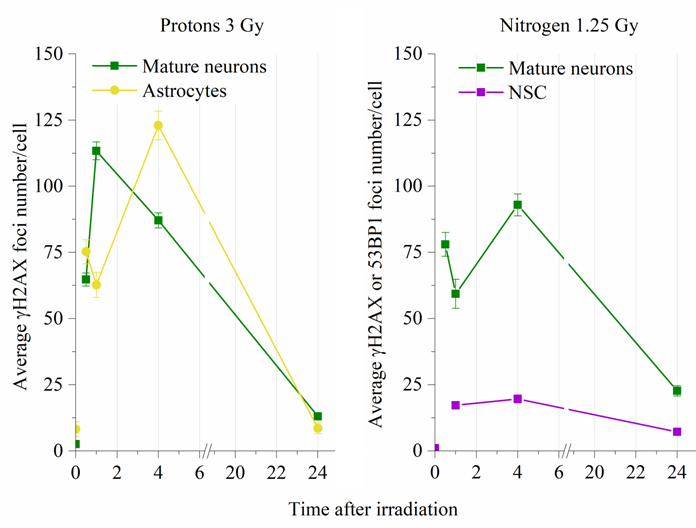 Protons 3 Gy
Nitrogen 1.25 Gy
Average γH2AX foci number/cell
150
125
100
75
50
25
0
Mature neurons
Astrocytes
0 2 4 6 20 22 24
Average γH2AX or 53BP1 foci number/cell
150
125
100
75
50
25
0
Mature neurons
NSC
0 2 4 6 20 22 24
Time after irradiation